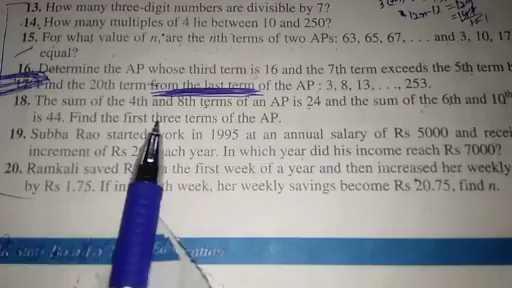 13. How many three-digit numbers are divisible by 7?
14. How many multiples of 4 lie between 10 and 250?
15. For what value of n, are the nth terms of two APs: 63, 65, 67, . . . and 3, 10, 17
equal?
16. Determine the AP whose third term is 16 and the 7th term exceeds the 5th term b
Find the 20th term from the last term of the AP : 3, 8, 13, . . ., 253.
18. The sum of the 4th and 8th terms of an AP is 24 and the sum of the 6th and 10th
is 44. Find the first three terms of the AP.
19. Subba Rao started work in 1995 at an annual salary of Rs 5000 and recei
increment of Rs 2 each year. In which year did his income reach Rs 7000?
20. Ramkali saved R in the first week of a year and then increased her weekly
by Rs 1.75. If in h week, her weekly savings become Rs 20.75, find n.
State Board of Education